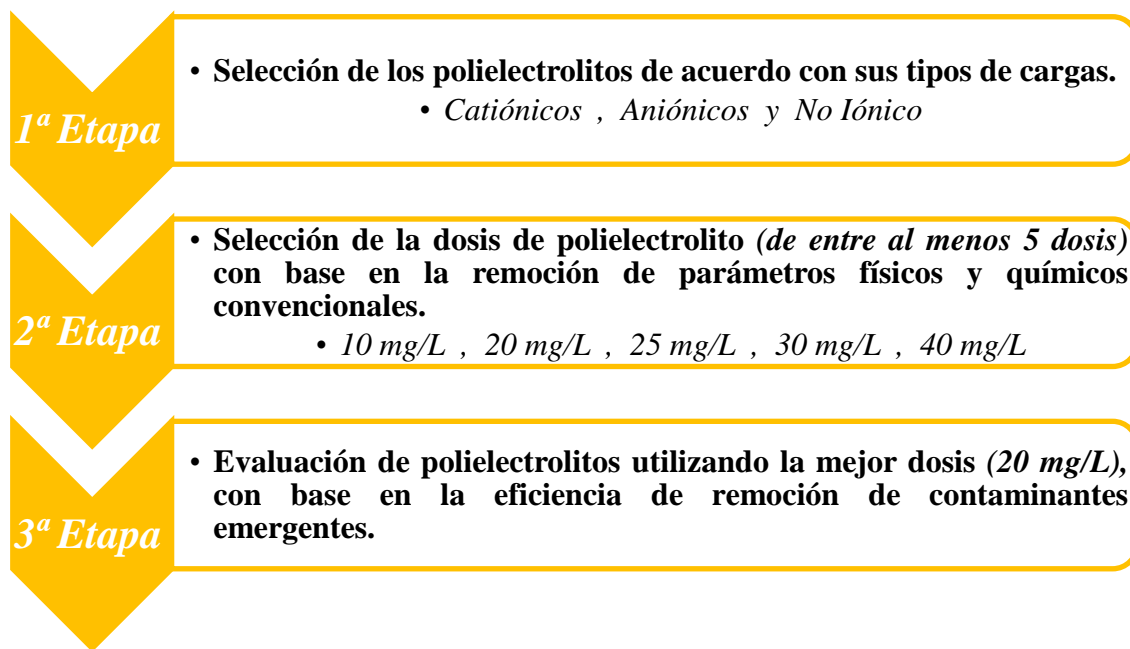 1ª Etapa
• Selección de los polielectrolitos de acuerdo con sus tipos de cargas.
• Catiónicos , Aniónicos y No Iónico
2ª Etapa
• Selección de la dosis de polielectrolito (de entre al menos 5 dosis)
con base en la remoción de parámetros físicos y químicos
convencionales.
• 10 mg/L , 20 mg/L , 25 mg/L , 30 mg/L , 40 mg/L
3ª Etapa
• Evaluación de polielectrolitos utilizando la mejor dosis (20 mg/L),
con base en la eficiencia de remoción de contaminantes
emergentes.